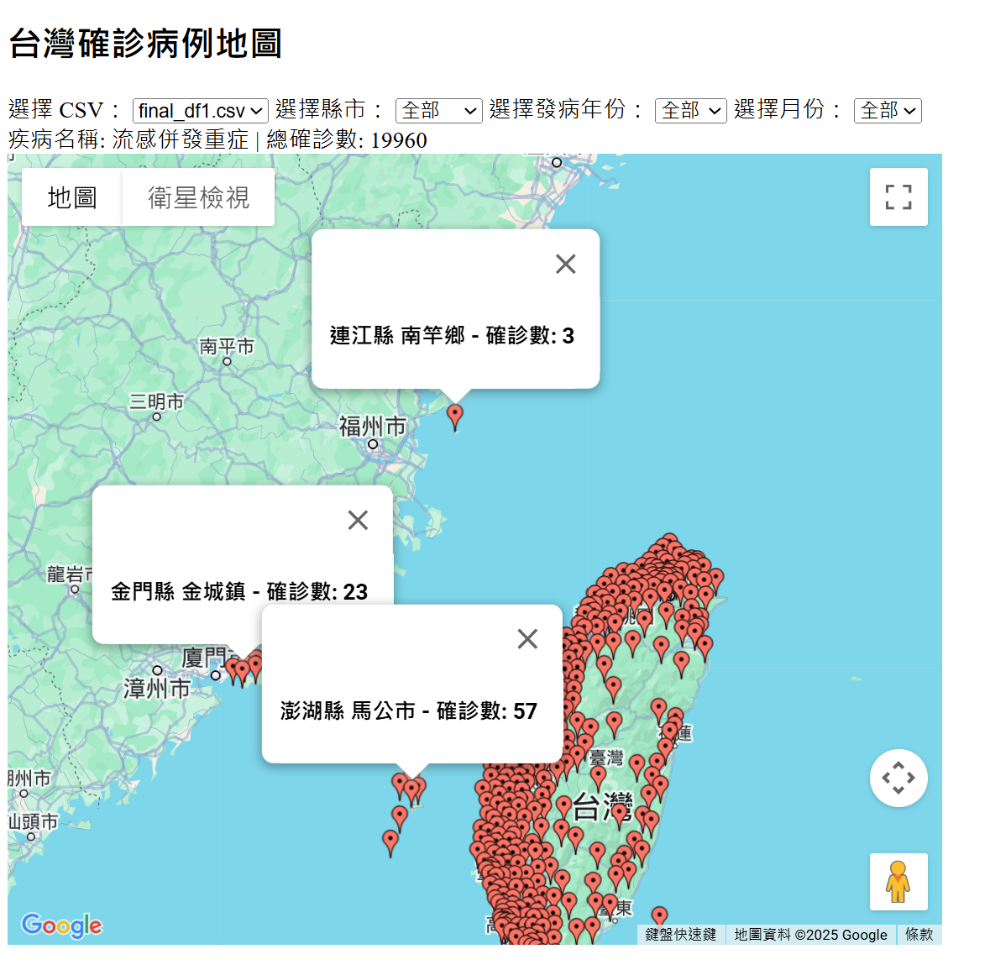 台灣確診病例地圖
選擇 CSV： final_df1.csv 選擇縣市： 全部 選擇發病年份： 全部 選擇月份： 全部
疾病名稱: 流感併發重症 | 總確診數: 19960
地圖 衛星檢視
連江縣 南竿鄉 - 確診數: 3
南平市
三明市
福州市
龍岩市
金門縣 金城鎮 - 確診數: 23
廈門
漳州市
澎湖縣 馬公市 - 確診數: 57
臺灣
台灣
汕頭市
Google
鍵盤快速鍵 地圖資料 ©2025 Google 條款